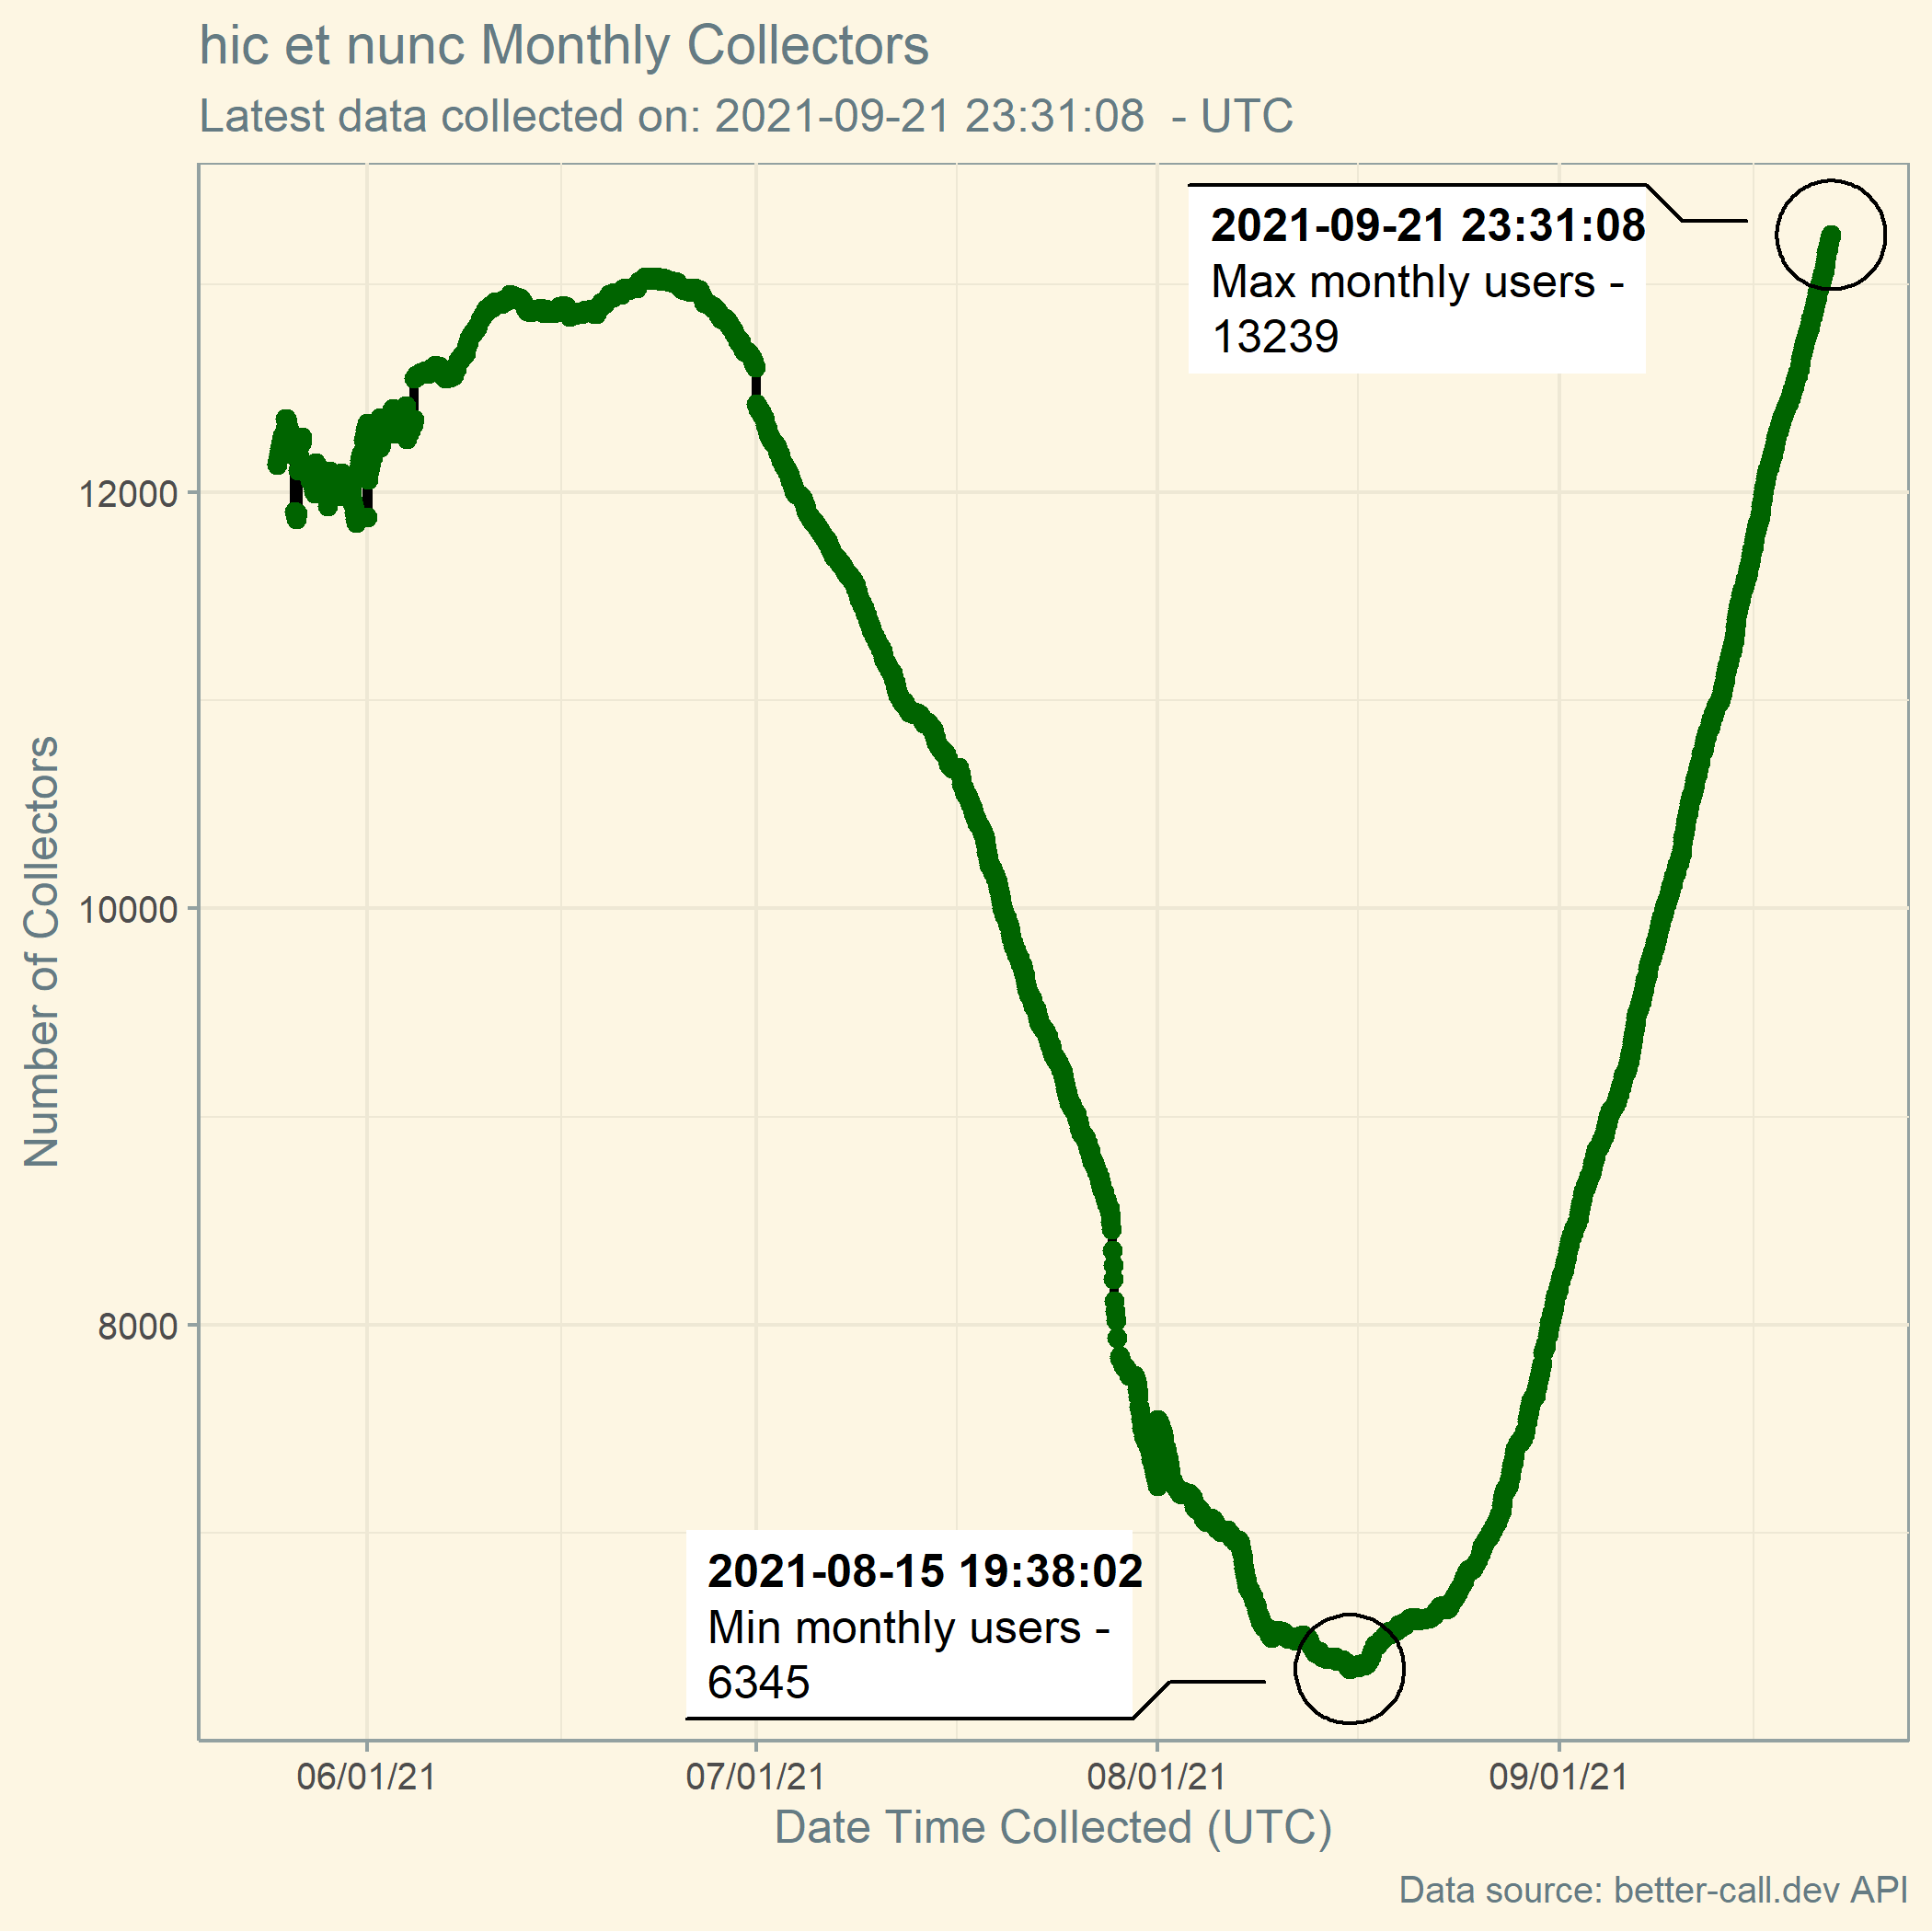 hic et nunc Monthly Collectors
Latest data collected on: 2021-09-21 23:31:08  - UTC
2021-09-21 23:31:08
Max monthly users -
13239
12000
10000
8000
Number of Collectors
2021-08-15 19:38:02
Min monthly users -
6345
06/01/21 07/01/21 08/01/21 09/01/21
Date Time Collected (UTC)
Data source: better-call.dev API